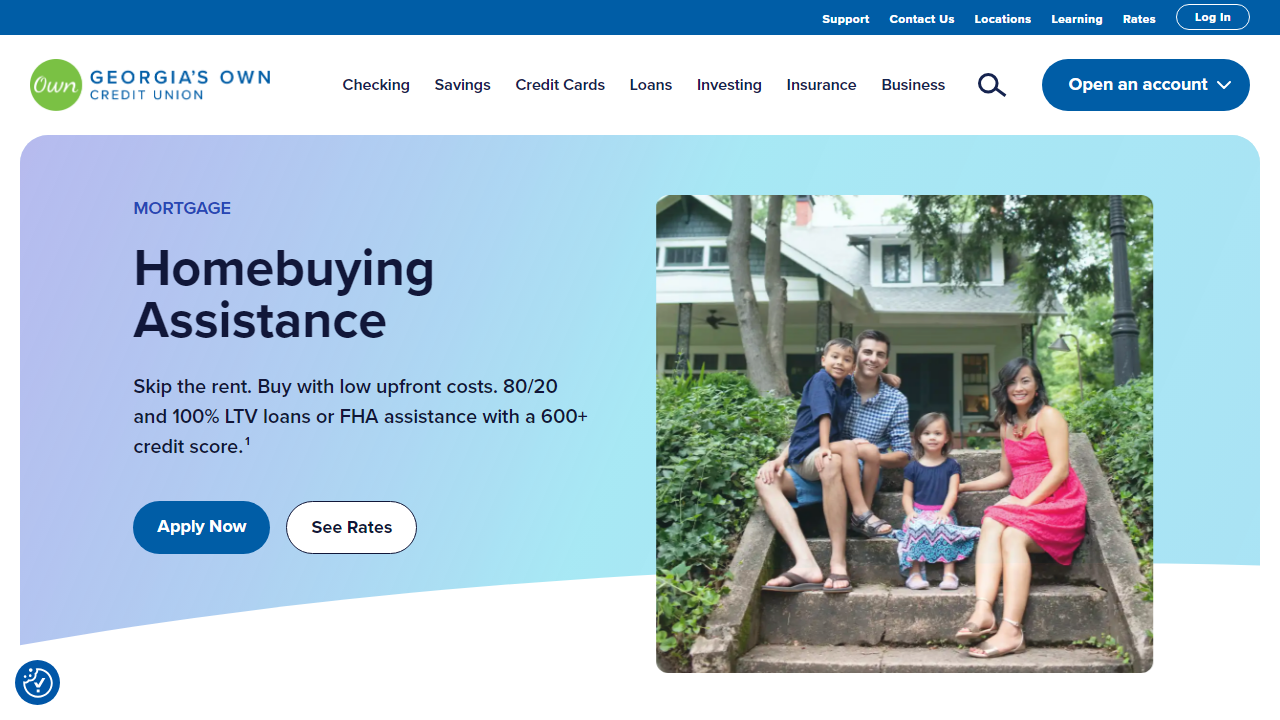 Support Contact Us Locations Learning Rates Log In
Own GEORGIA'S OWN
CREDIT UNION
Checking Savings Credit Cards Loans Investing Insurance Business Open an account
MORTGAGE
Homebuying
Assistance
Skip the rent. Buy with low upfront costs. 80/20
and 100% LTV loans or FHA assistance with a 600+
credit score.¹
Apply Now See Rates